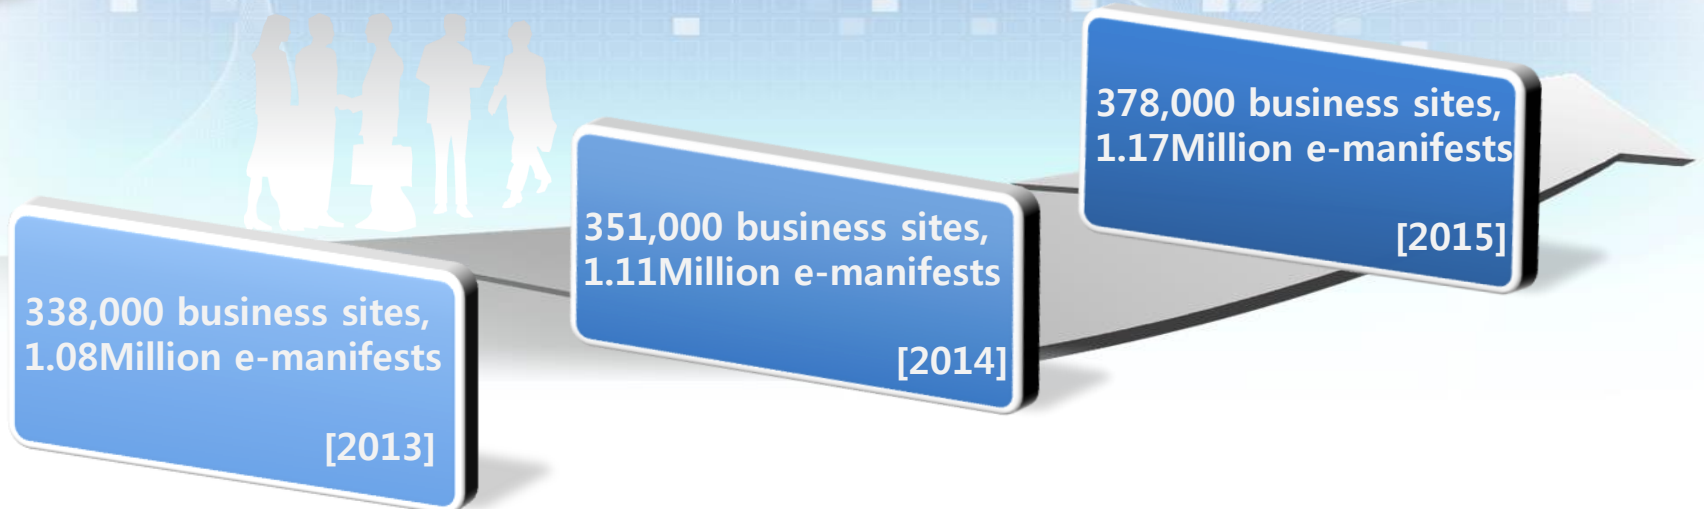 338,000 business sites,
1.08Million e-manifests
[2013]
351,000 business sites,
1.11Million e-manifests
[2014]
378,000 business sites,
1.17Million e-manifests
[2015]